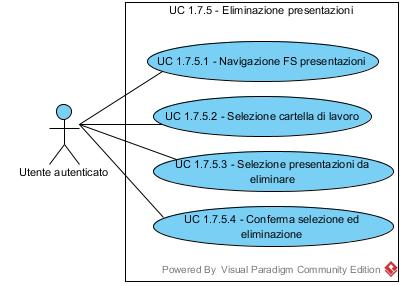 UC 1.7.5 - Eliminazione presentazioni
UC 1.7.5.1 - Navigazione FS presentazioni
UC 1.7.5.2 - Selezione cartella di lavoro
UC 1.7.5.3 - Selezione presentazioni da
eliminare
Utente autenticato
UC 1.7.5.4 - Conferma selezione ed
eliminazione
Powered By Visual Paradigm Community Edition